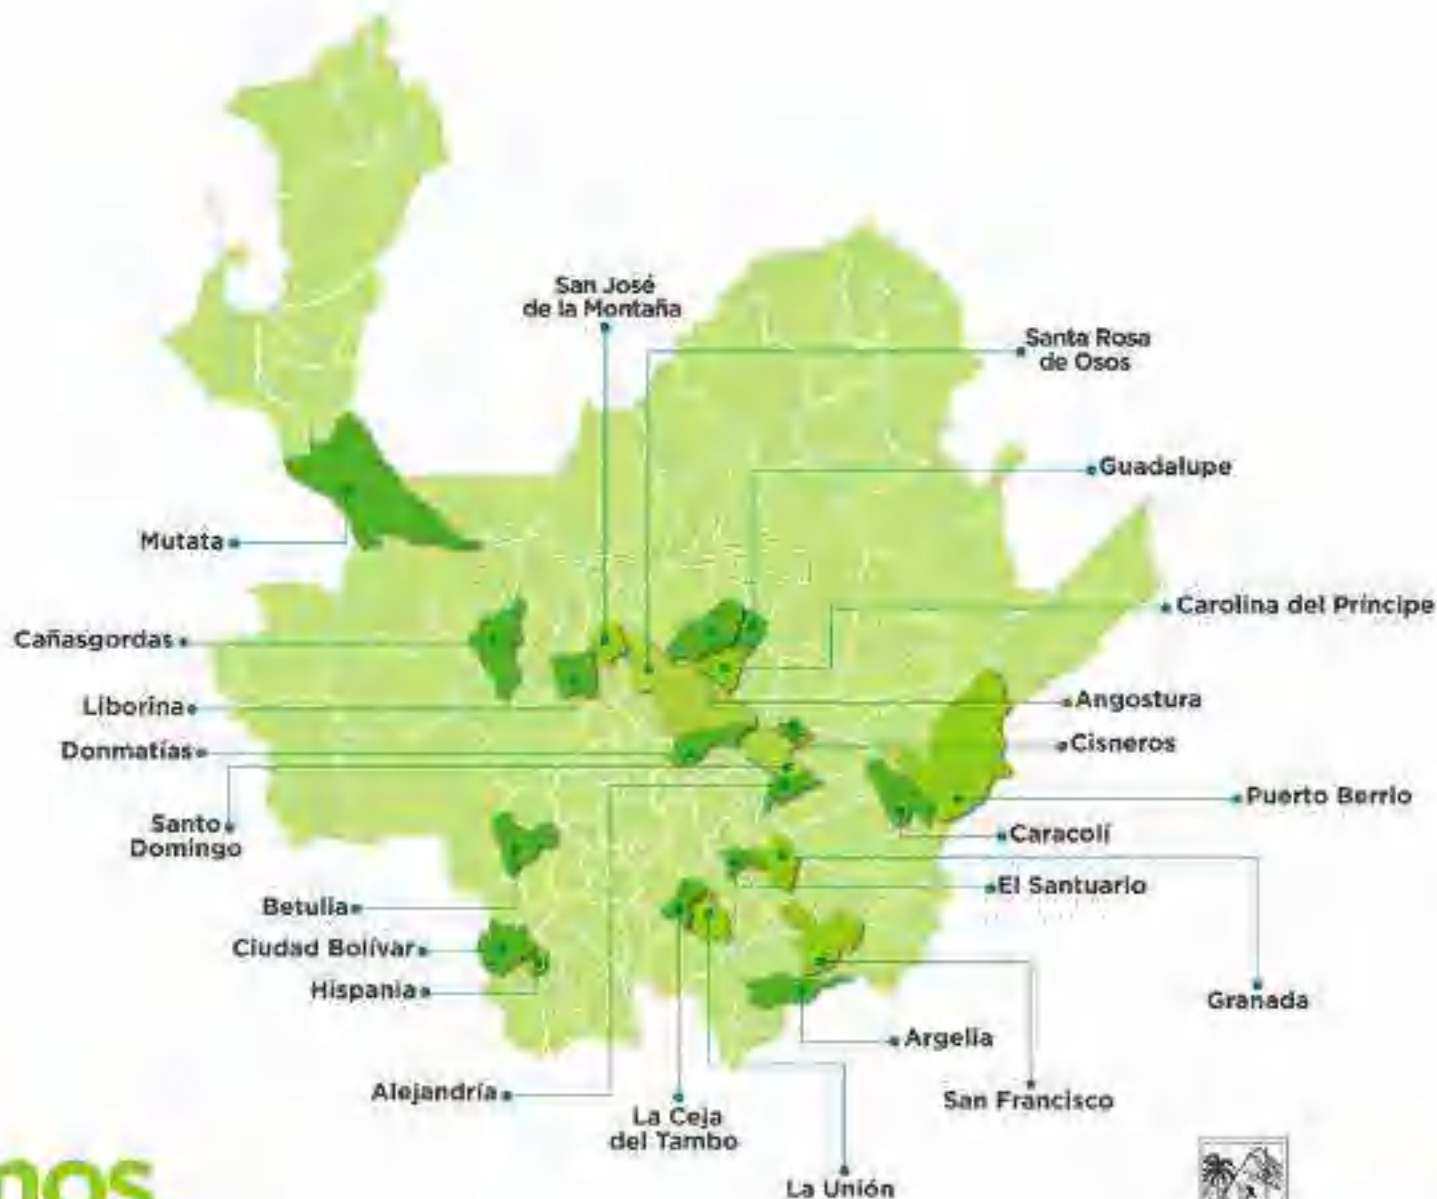 San José
de la Montaña
Santa Rosa
de Osos
Guadalupe
Mutata
Carolina del Príncipe
Cañasgordas
Angostura
Liborina
Cisneros
Donmatías
Puerto Berrio
Santo
Domingo
Caracolí
El Santuario
Betulia
Ciudad Bolívar
Hispania
Granada
Argelia
Alejandría
San Francisco
La Ceja
del Tambo
La Unión
nos